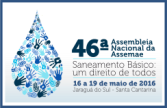 46ª Assembleia
Nacional da
Assemae
Saneamento Básico:
um direito de todos
16 a 19 de maio de 2016
Jaraguá do Sul - Santa Catarina